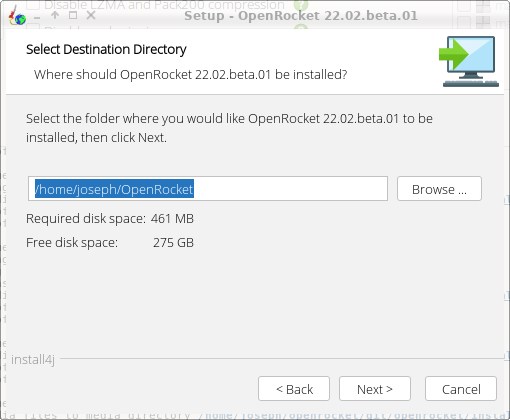 Disable LZMA and Pack200 compression
Setup - OpenRocket 22.02.beta.01
Select Destination Directory
Where should OpenRocket 22.02.beta.01 be installed?
Select the folder where you would like OpenRocket 22.02.beta.01 to be
installed, then click Next.
/home/joseph/OpenRocket
Browse ...
Required disk space: 461 MB
Free disk space: 275 GB
install4j
< Back
Next >
Cancel
files to media directory /home/joseph/openrocket/git/openrocket/insta